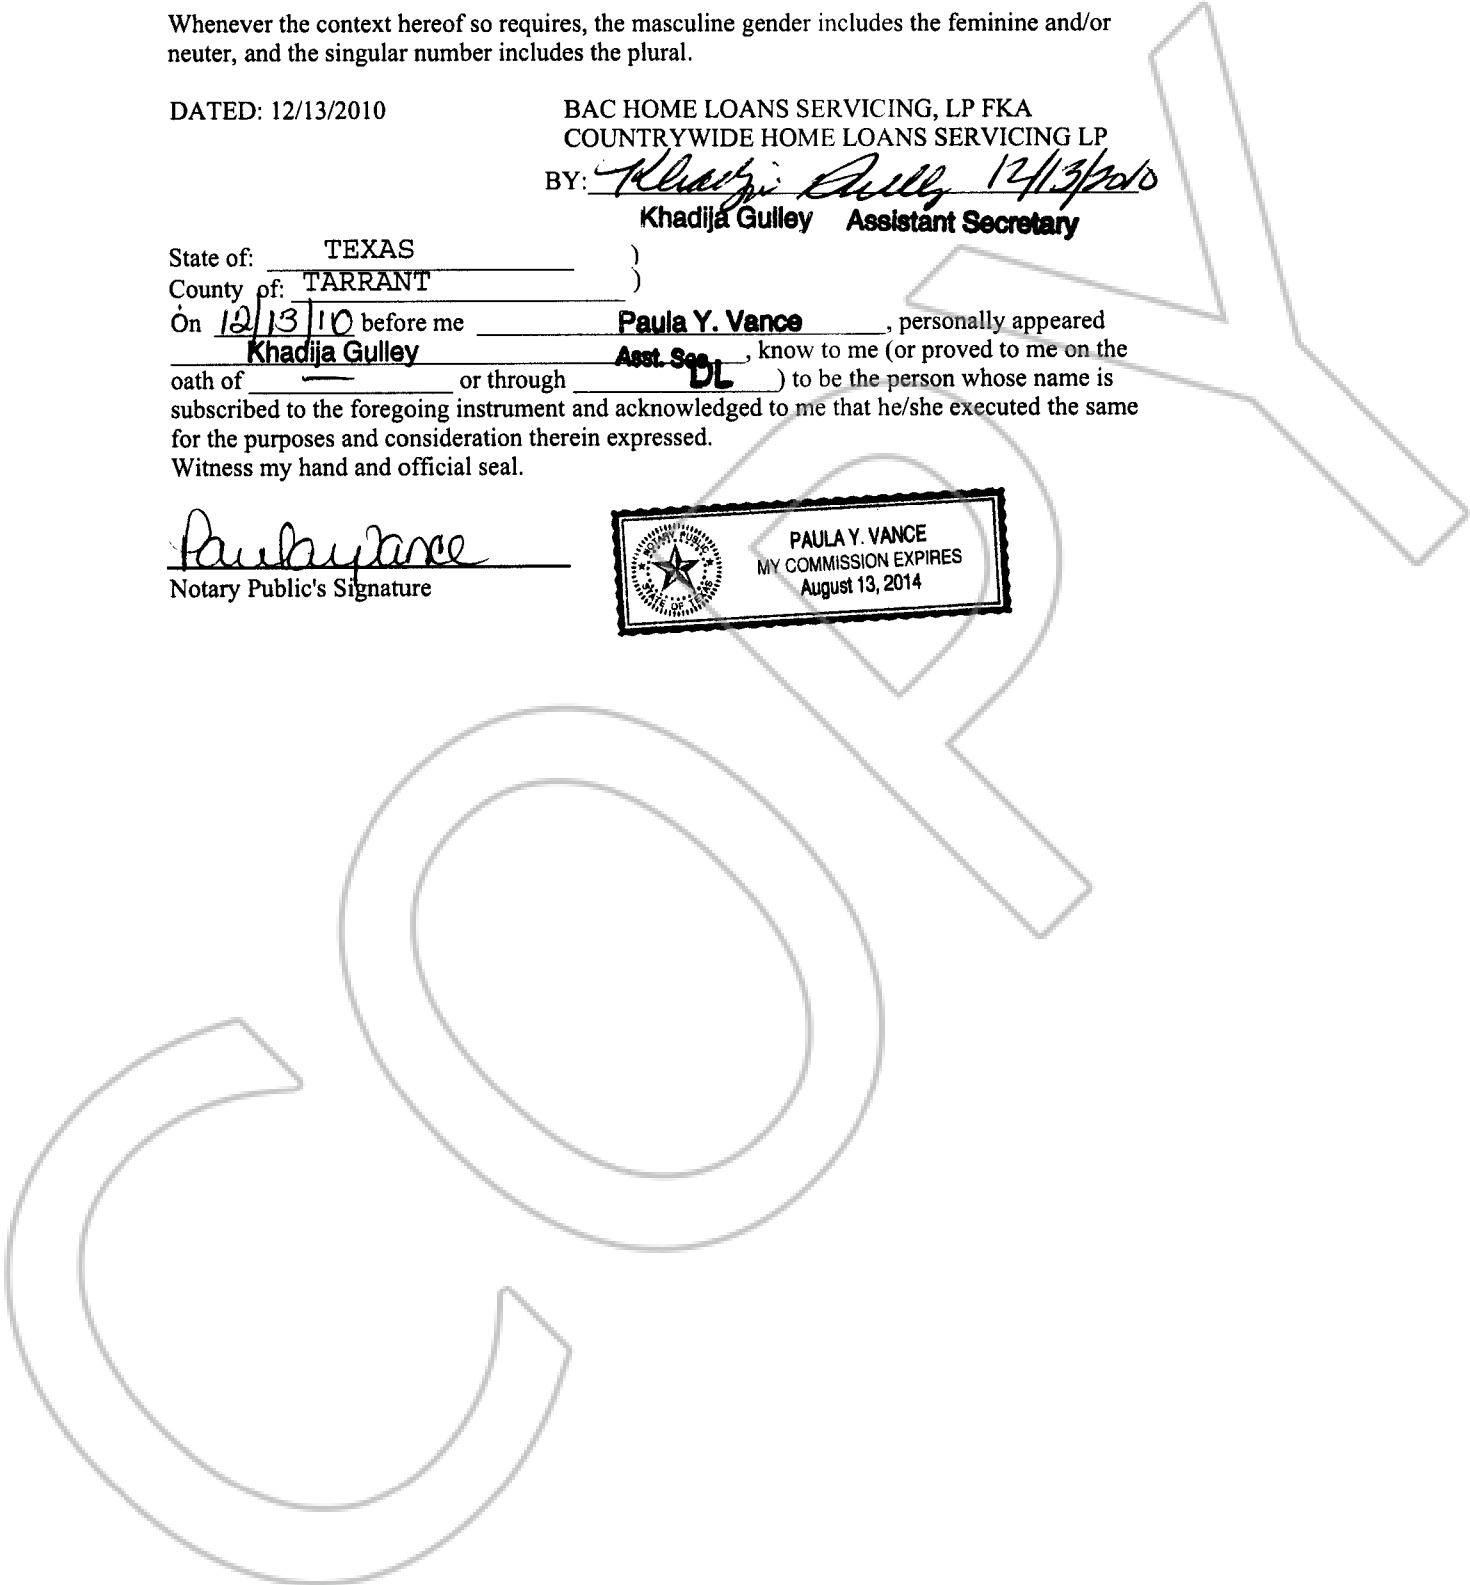 Whenever the context hereof so requires, the masculine gender includes the feminine and/or
neuter, and the singular number includes the plural.
DATED: 12/13/2010
BAC HOME LOANS SERVICING, LP FKA
COUNTRYWIDE HOME LOANS SERVICING LP
BY: Khadija Gulley 12/13/2010
Khadija Gulley Assistant Secretary
State of: TEXAS )
County of: TARRANT )
On 12/13/10 before me Paula Y. Vance, personally appeared
Khadija Gulley Asst. Sec, know to me (or proved to me on the
oath of — or through DL ) to be the person whose name is
subscribed to the foregoing instrument and acknowledged to me that he/she executed the same
for the purposes and consideration therein expressed.
Witness my hand and official seal.
Paula Y Vance
Notary Public's Signature
NOTARY PUBLIC
STATE OF TEXAS
PAULA Y. VANCE
MY COMMISSION EXPIRES
August 13, 2014
COPY